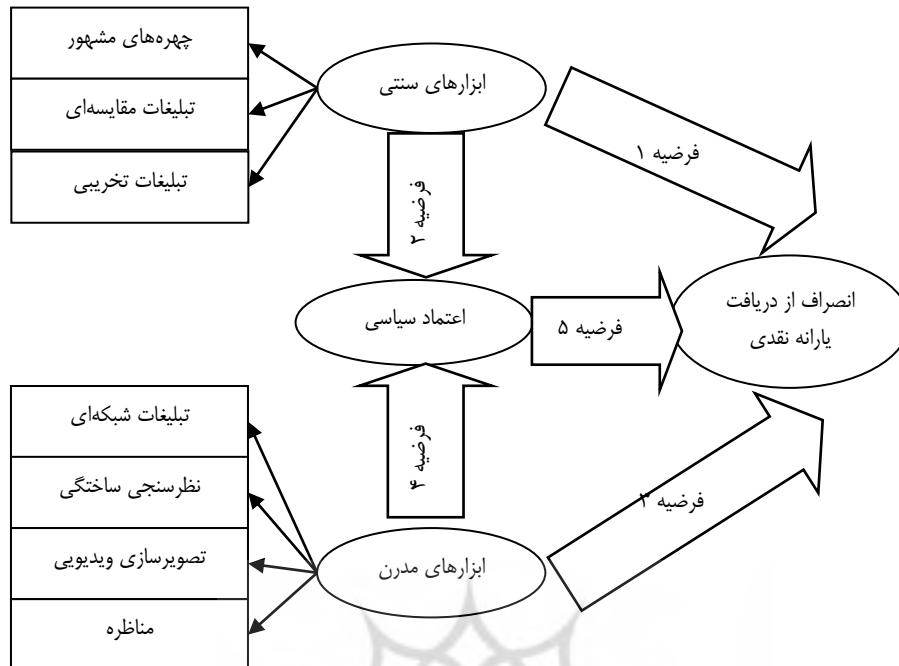 چهره‌های مشهور
تبلیغات مقایسه‌ای
تبلیغات تخریبی
ابزارهای سنتی
فرضیه ۱
فرضیه ۲
اعتماد سیاسی
فرضیه ۵
انصراف از دریافت
یارانه نقدی
فرضیه ۴
فرضیه ۳
ابزارهای مدرن
تبلیغات شبکه‌ای
نظرسنجی ساختگی
تصویرسازی ویدیویی
مناظره